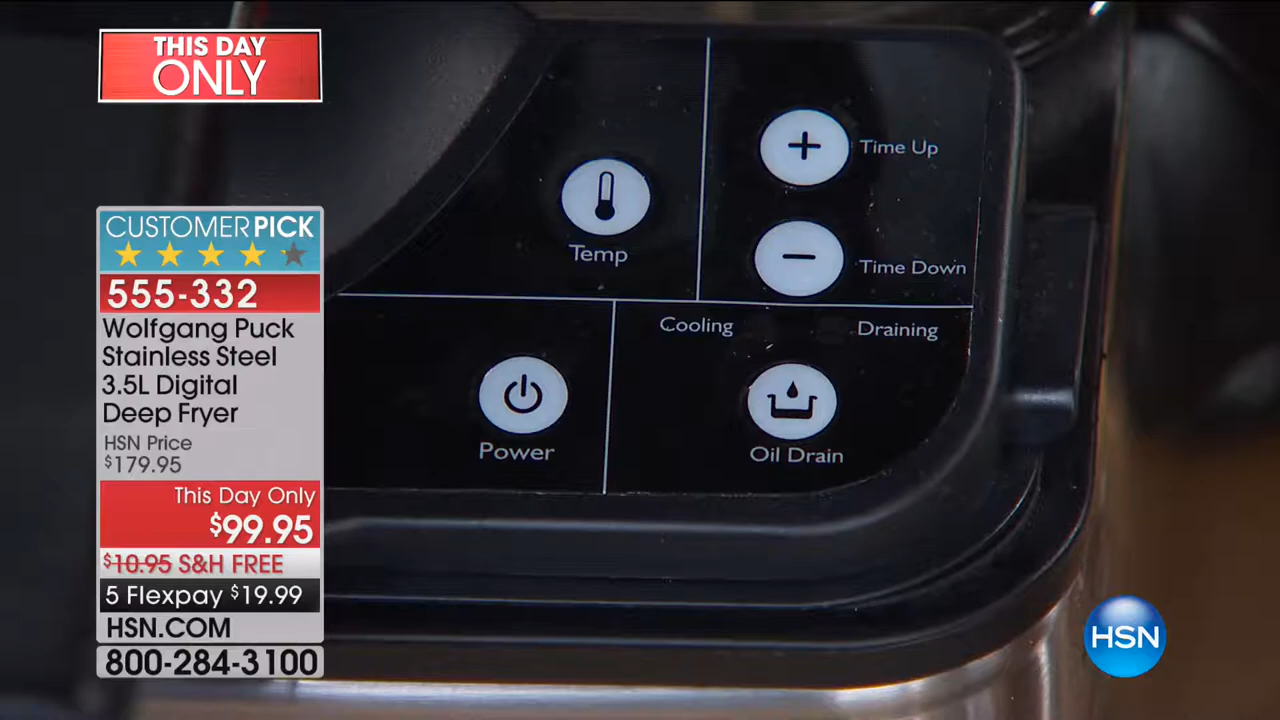 THIS DAY
ONLY
CUSTOMER PICK
555-332
Wolfgang Puck
Stainless Steel
3.5L Digital
Deep Fryer
HSN Price
$179.95
This Day Only
$99.95
$10.95 S&H FREE
5 Flexpay $19.99
HSN.COM
800-284-3100
Temp
Time Up
Time Down
Power
Cooling
Draining
Oil Drain
HSN